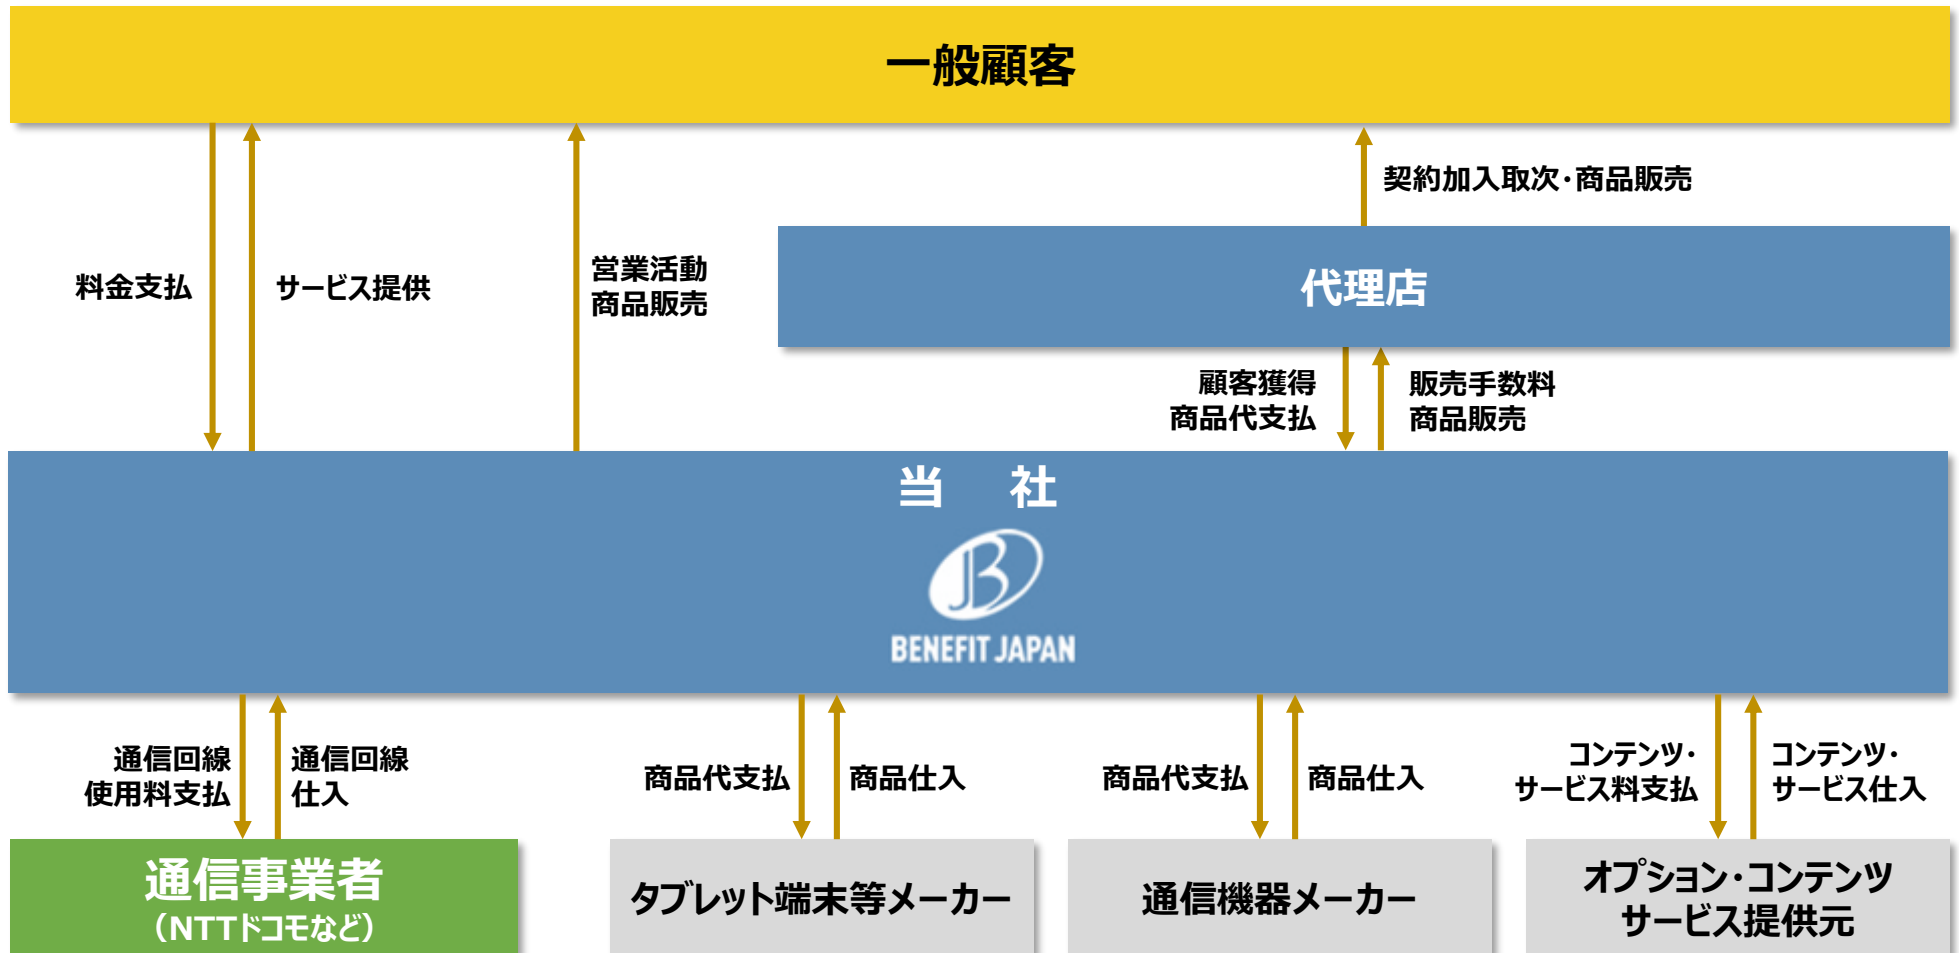 一般顧客
契約加入取次・商品販売
料金支払
サービス提供
営業活動
商品販売
代理店
顧客獲得
商品代支払
販売手数料
商品販売
当 社
JB
BENEFIT JAPAN
通信回線
使用料支払
通信回線
仕入
商品代支払
商品仕入
商品代支払
商品仕入
コンテンツ・
サービス料支払
コンテンツ・
サービス仕入
通信事業者
（NTTドコモなど）
タブレット端末等メーカー
通信機器メーカー
オプション・コンテンツ
サービス提供元